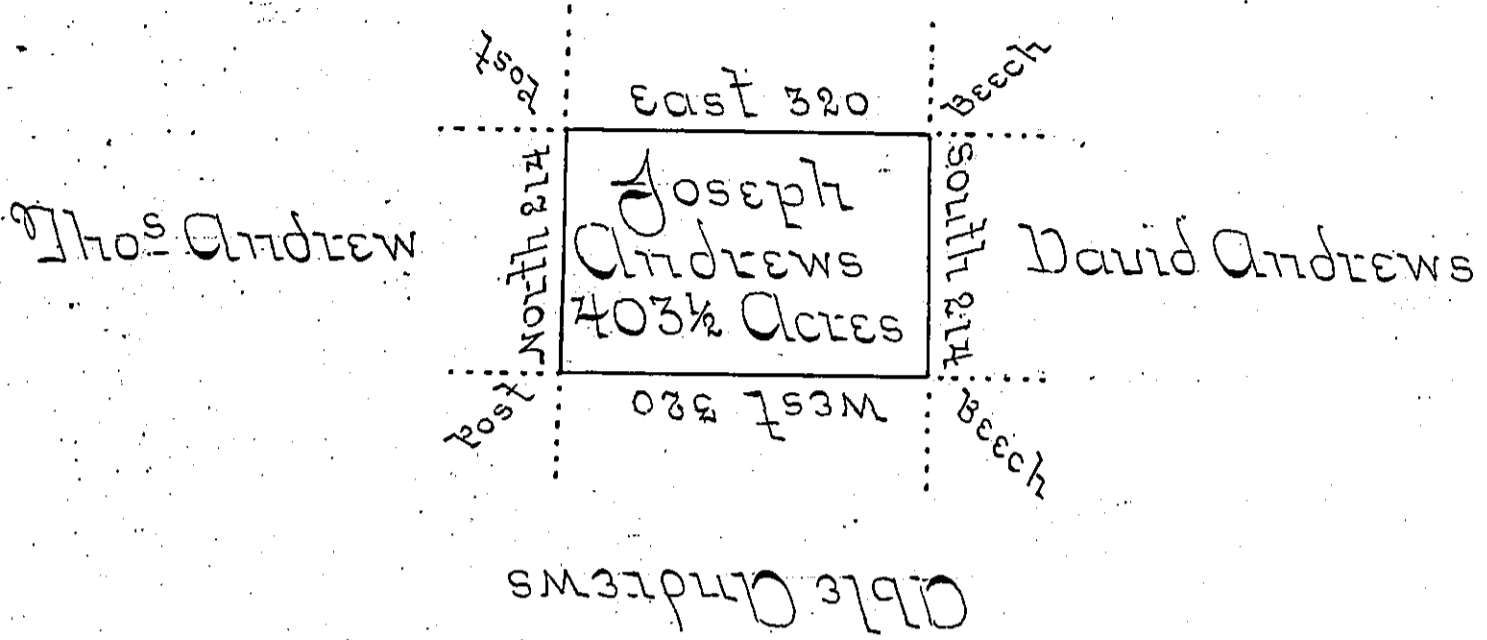 Post
East 320
Beech
Thos Andrew
North 214
Joseph
Andrews
403½ Acres
South 214
David Andrews
Post
West 320
Beech
Able Andrews